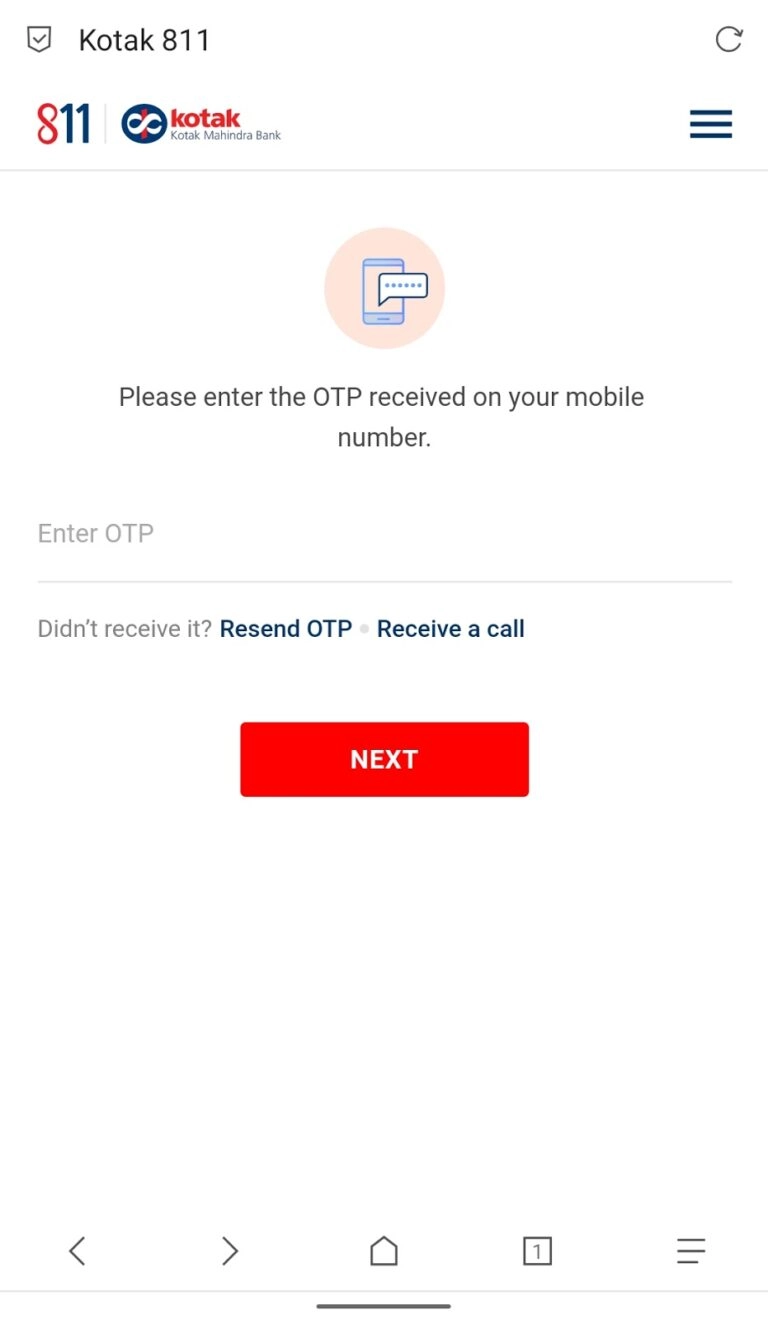 Kotak 811
811 kotak
Kotak Mahindra Bank
Please enter the OTP received on your mobile
number.
Enter OTP
Didn’t receive it? Resend OTP Receive a call
NEXT
1